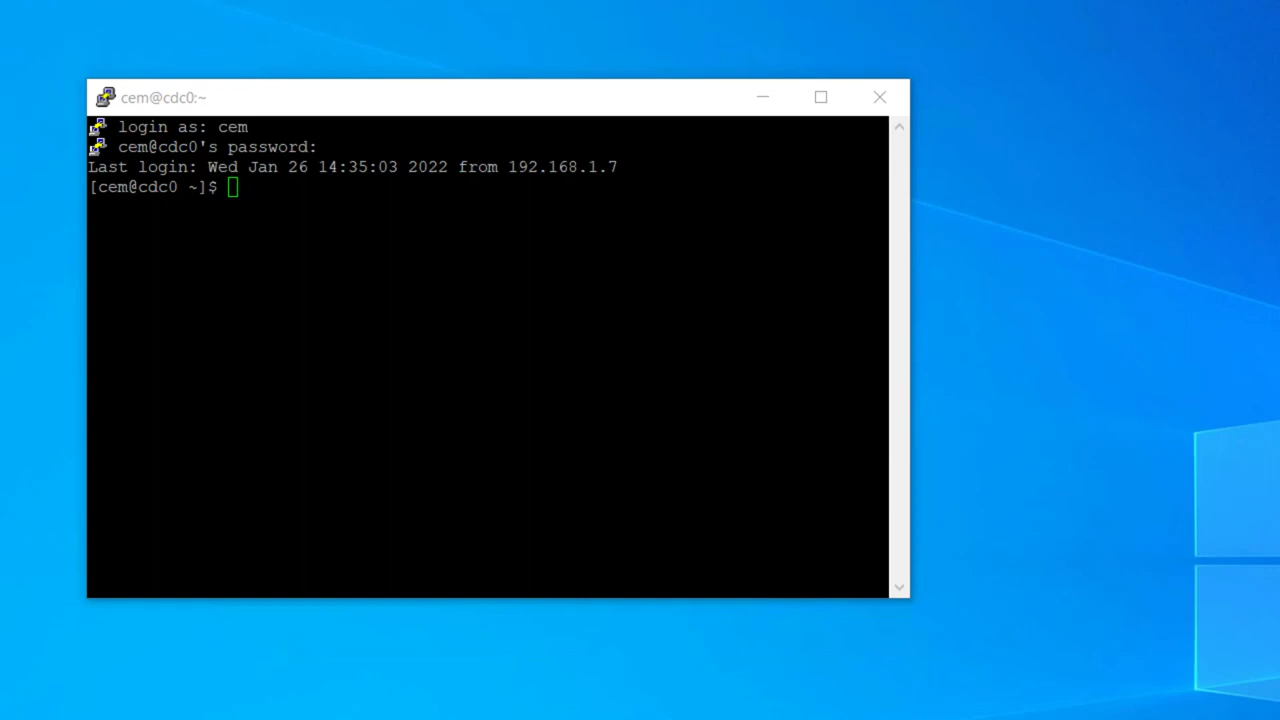 cem@cdc0:~
login as: cem
cem@cdc0's password:
Last login: Wed Jan 26 14:35:03 2022 from 192.168.1.7
[cem@cdc0 ~]$